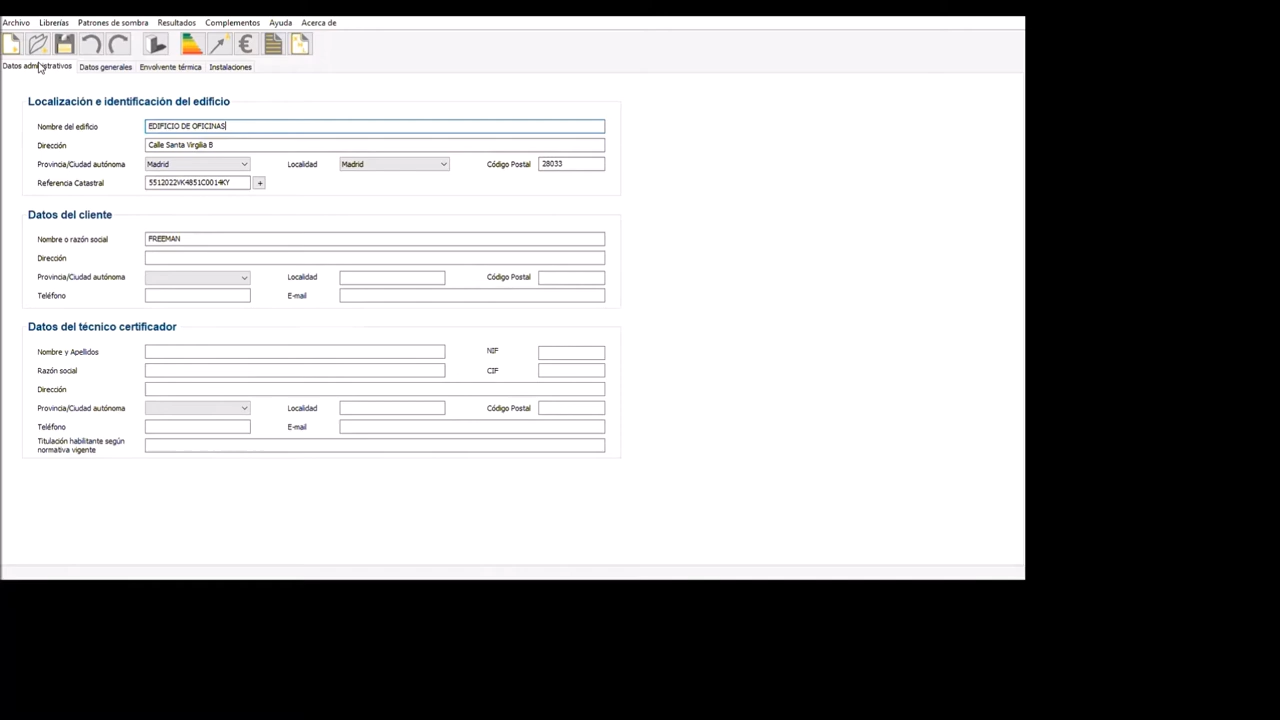 Archivo Librerías Patrones de sombra Resultados Complementos Ayuda Acerca de
Datos administrativos Datos generales Envolvente térmica Instalaciones
Localización e identificación del edificio
Nombre del edificio EDIFICIO DE OFICINAS
Dirección Calle Santa Virgilia 8
Provincia/Ciudad autónoma Madrid Localidad Madrid Código Postal 28033
Referencia Catastral 5512022VK4851C0014KY +
Datos del cliente
Nombre o razón social FREEMAN
Dirección
Provincia/Ciudad autónoma Localidad Código Postal
Teléfono E-mail
Datos del técnico certificador
Nombre y Apellidos NIF
Razón social CIF
Dirección
Provincia/Ciudad autónoma Localidad Código Postal
Teléfono E-mail
Titulación habilitante según
normativa vigente